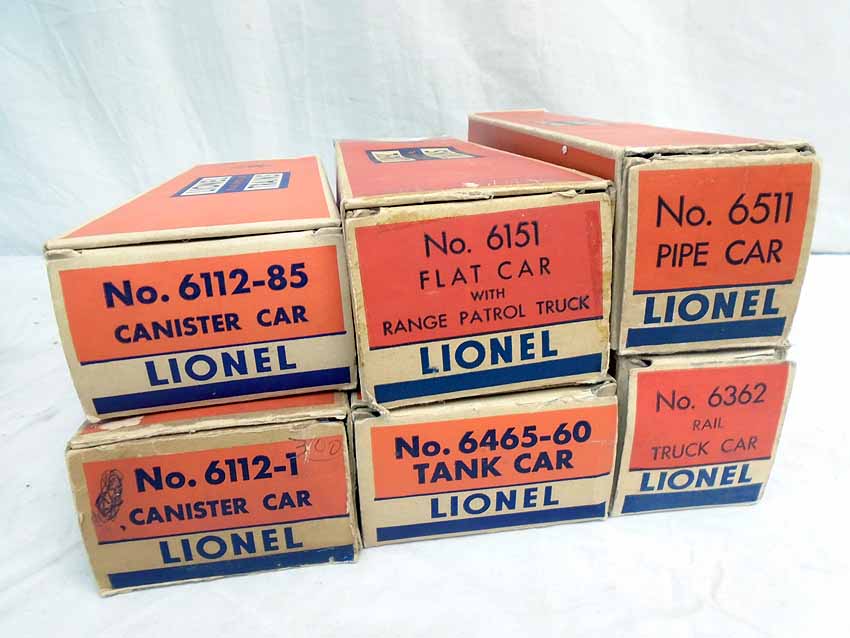 LIONEL
TRAINS
No. 6112-85
CANISTER CAR
LIONEL
No. 6151
FLAT CAR
WITH
RANGE PATROL TRUCK
LIONEL
No. 6511
PIPE CAR
LIONEL
No. 6112-1
CANISTER CAR
LIONEL
No. 6465-60
TANK CAR
LIONEL
No. 6362
RAIL
TRUCK CAR
LIONEL